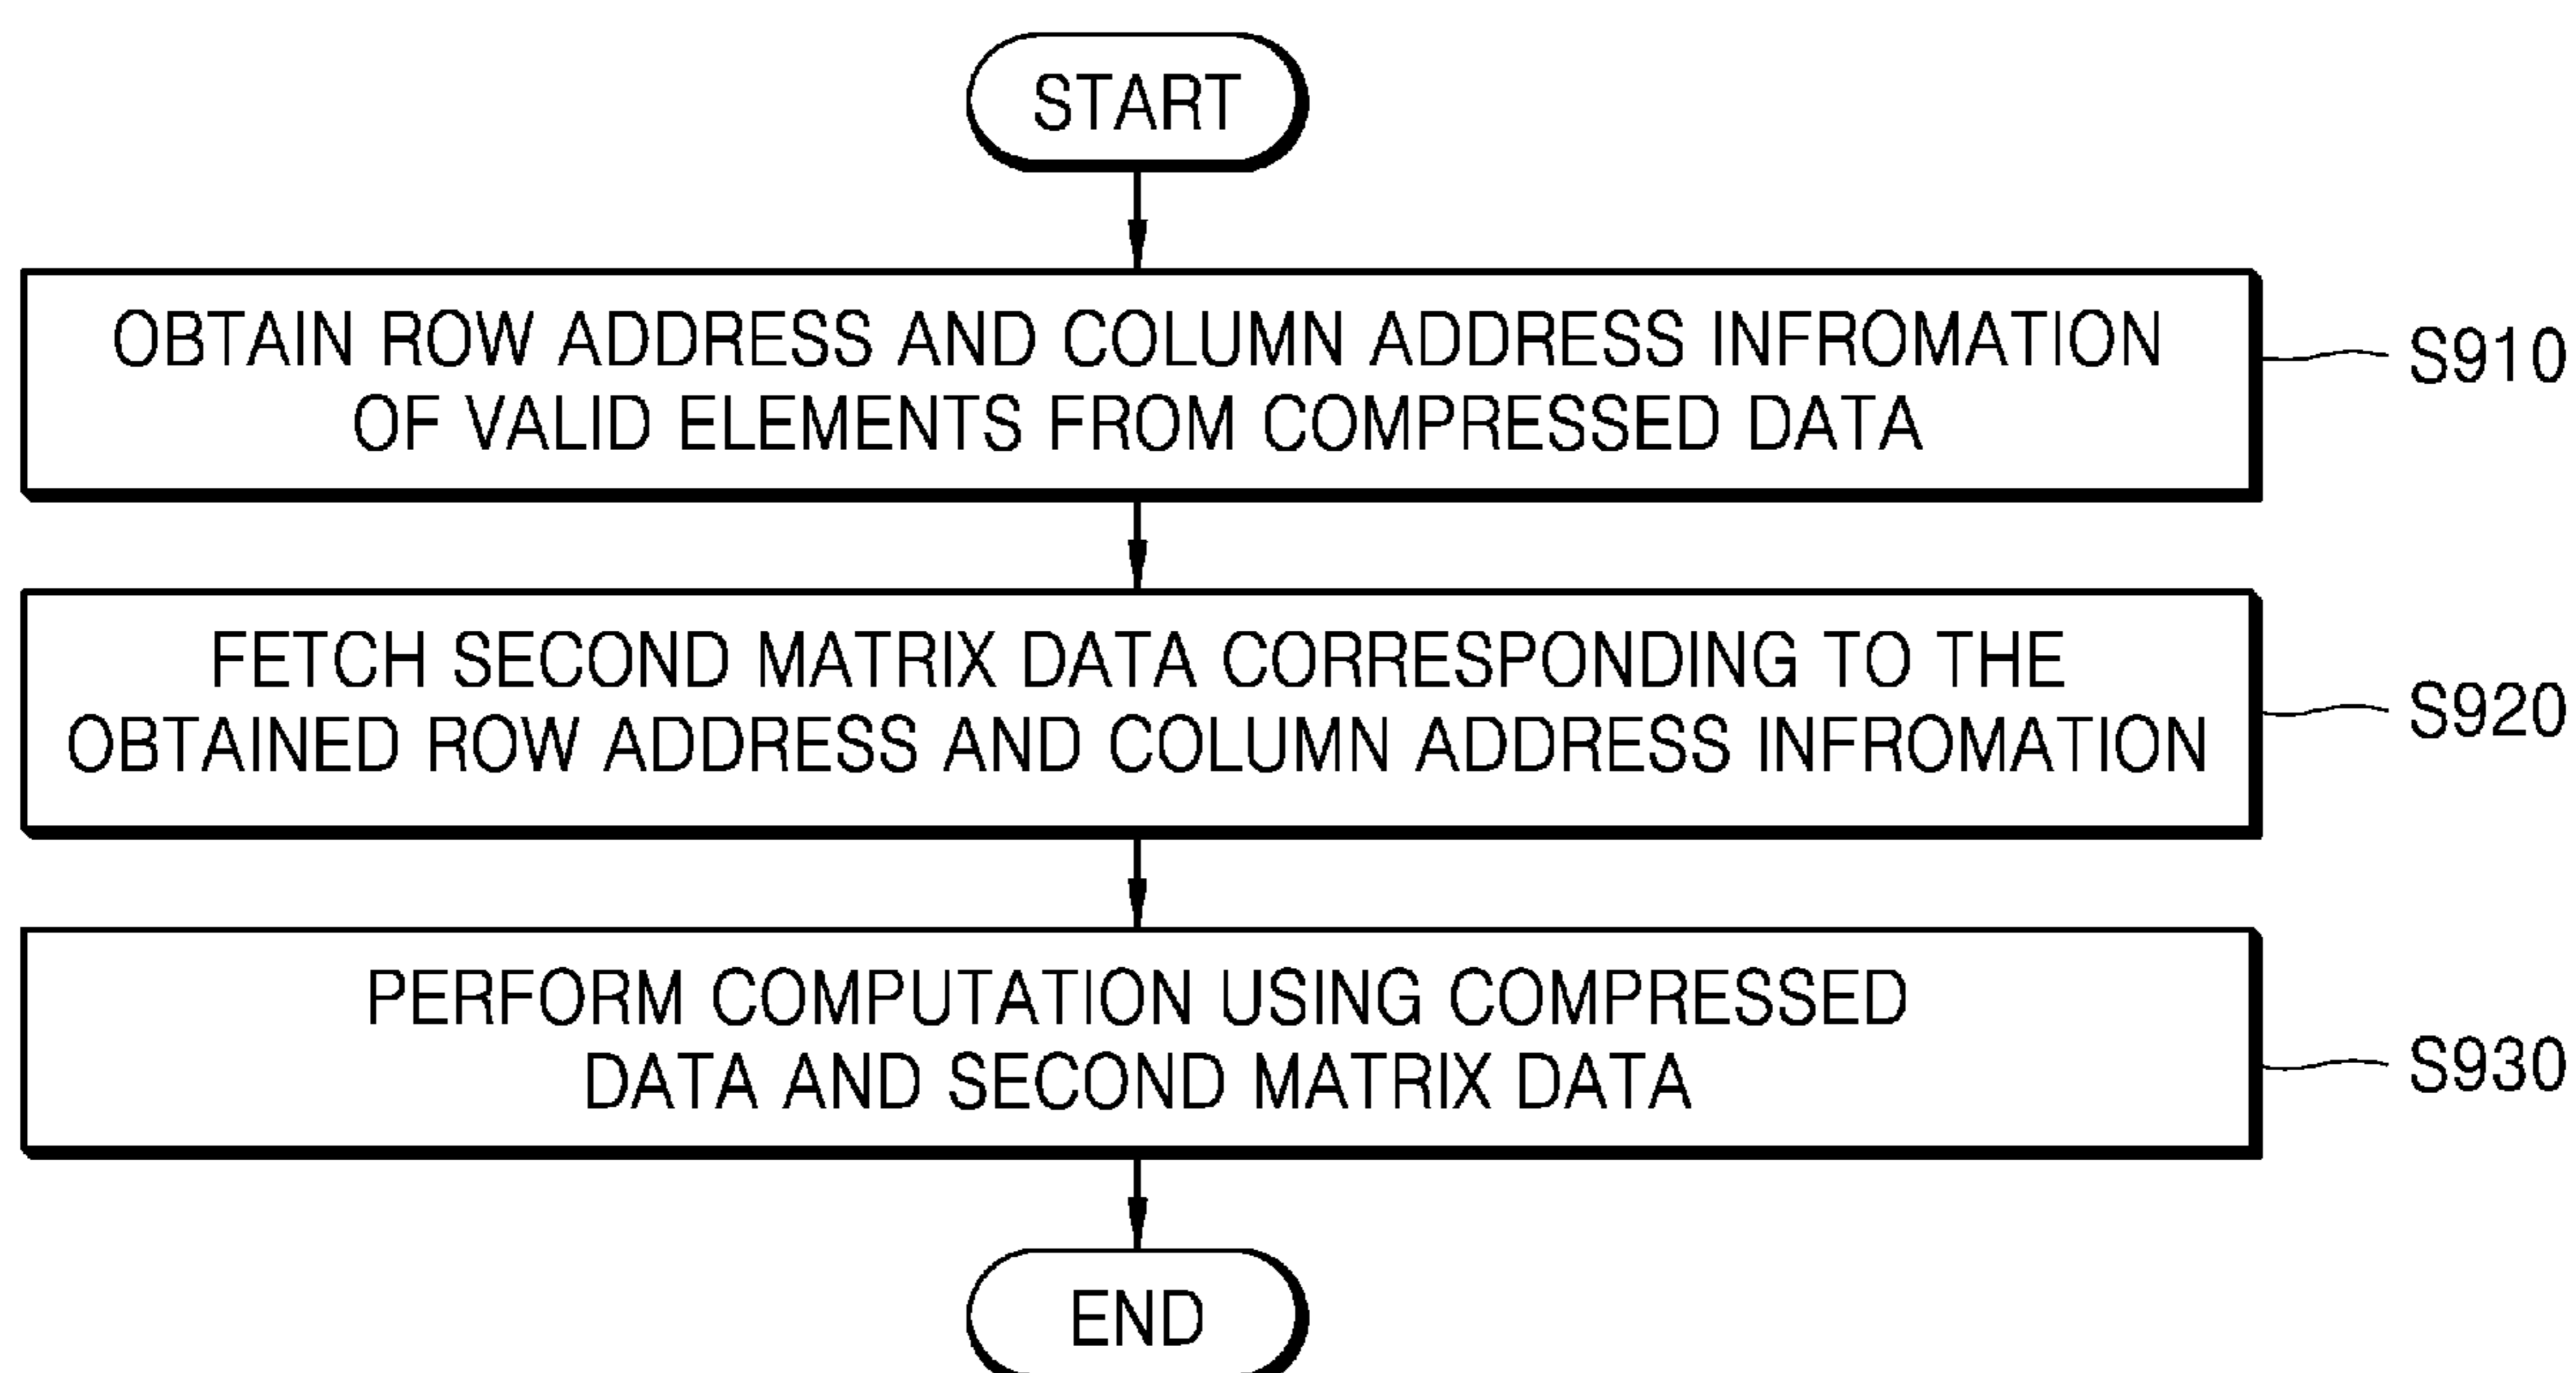 START
OBTAIN ROW ADDRESS AND COLUMN ADDRESS INFROMATION
OF VALID ELEMENTS FROM COMPRESSED DATA
S910
FETCH SECOND MATRIX DATA CORRESPONDING TO THE
OBTAINED ROW ADDRESS AND COLUMN ADDRESS INFROMATION
S920
PERFORM COMPUTATION USING COMPRESSED
DATA AND SECOND MATRIX DATA
S930
END